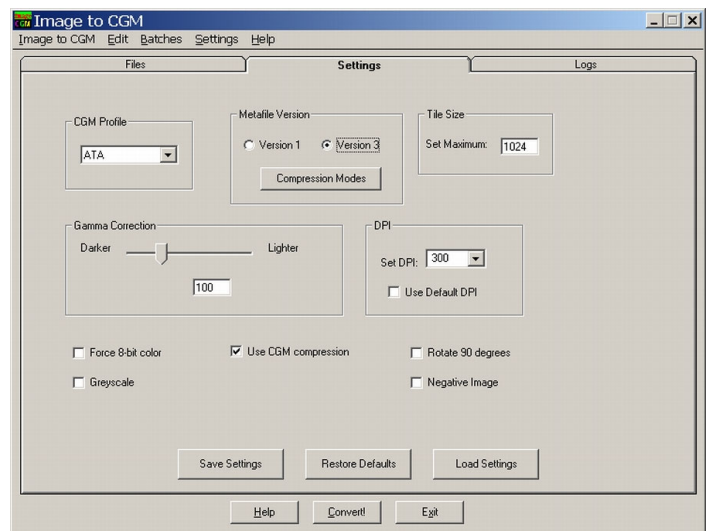 Image to CGM
Image to CGM Edit Batches Settings Help
Files Settings Logs
CGM Profile
ATA
Metafile Version
Version 1 Version 3
Compression Modes
Tile Size
Set Maximum: 1024
Gamma Correction
Darker Lighter
100
DPI
Set DPI: 300
Use Default DPI
Force 8-bit color Use CGM compression Rotate 90 degrees
Greyscale Negative Image
Save Settings Restore Defaults Load Settings
Help Convert! Exit